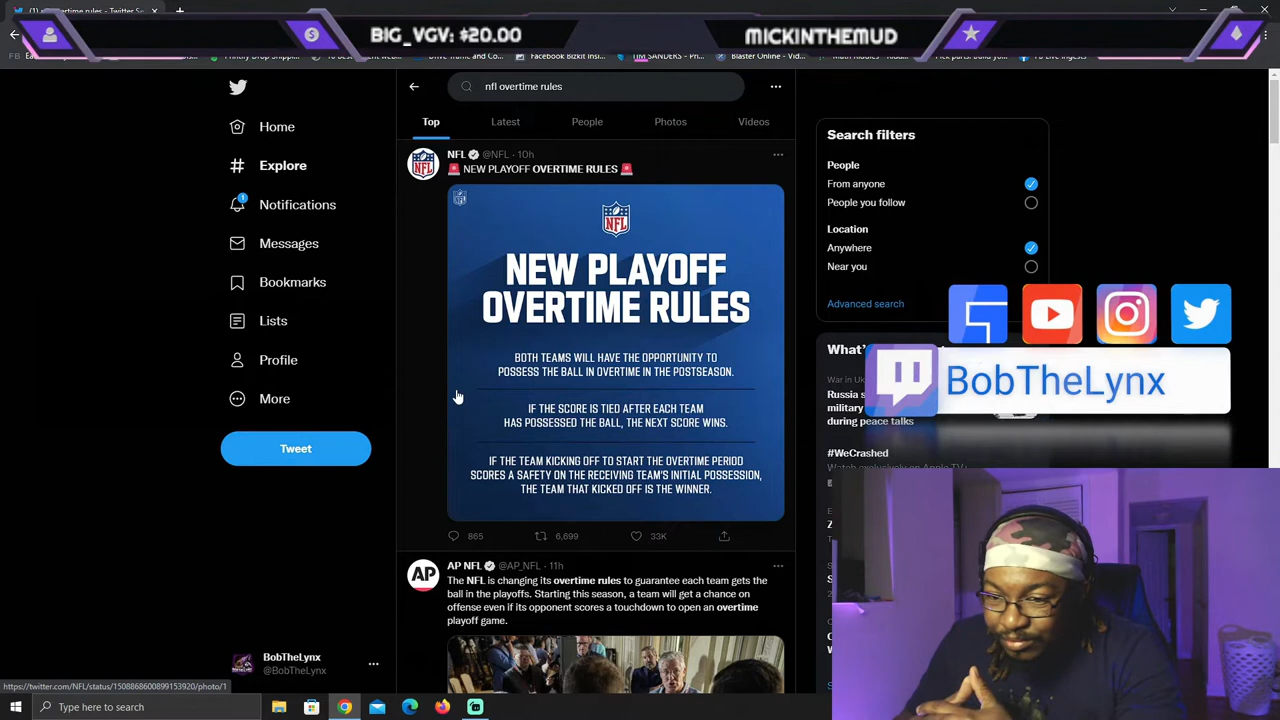 BIG_VGV: $20.00
MICKINTHEMUD
nfl overtime rules
Home
Explore
Notifications
1
Messages
Bookmarks
Lists
Profile
More
Tweet
BobTheLynx
@BobTheLynx
Top
Latest
People
Photos
Videos
NFL @NFL · 10h
NEW PLAYOFF OVERTIME RULES
NFL
NEW PLAYOFF
OVERTIME RULES
BOTH TEAMS WILL HAVE THE OPPORTUNITY TO
POSSESS THE BALL IN OVERTIME IN THE POSTSEASON.
IF THE SCORE IS TIED AFTER EACH TEAM
HAS POSSESSED THE BALL, THE NEXT SCORE WINS.
IF THE TEAM KICKING OFF TO START THE OVERTIME PERIOD
SCORES A SAFETY ON THE RECEIVING TEAM'S INITIAL POSSESSION,
THE TEAM THAT KICKED OFF IS THE WINNER.
865
6,699
33K
AP
AP NFL @AP_NFL · 11h
The NFL is changing its overtime rules to guarantee each team gets the
ball in the playoffs. Starting this season, a team will get a chance on
offense even if its opponent scores a touchdown to open an overtime
playoff game.
Search filters
People
From anyone
People you follow
Location
Anywhere
Near you
Advanced search
BobTheLynx
War in
Russia
military
during peace talks
#WeCrashed
Watch exclusively on Apple TV+
https://twitter.com/NFL/status/1508868600899153920/photo/1
Type here to search